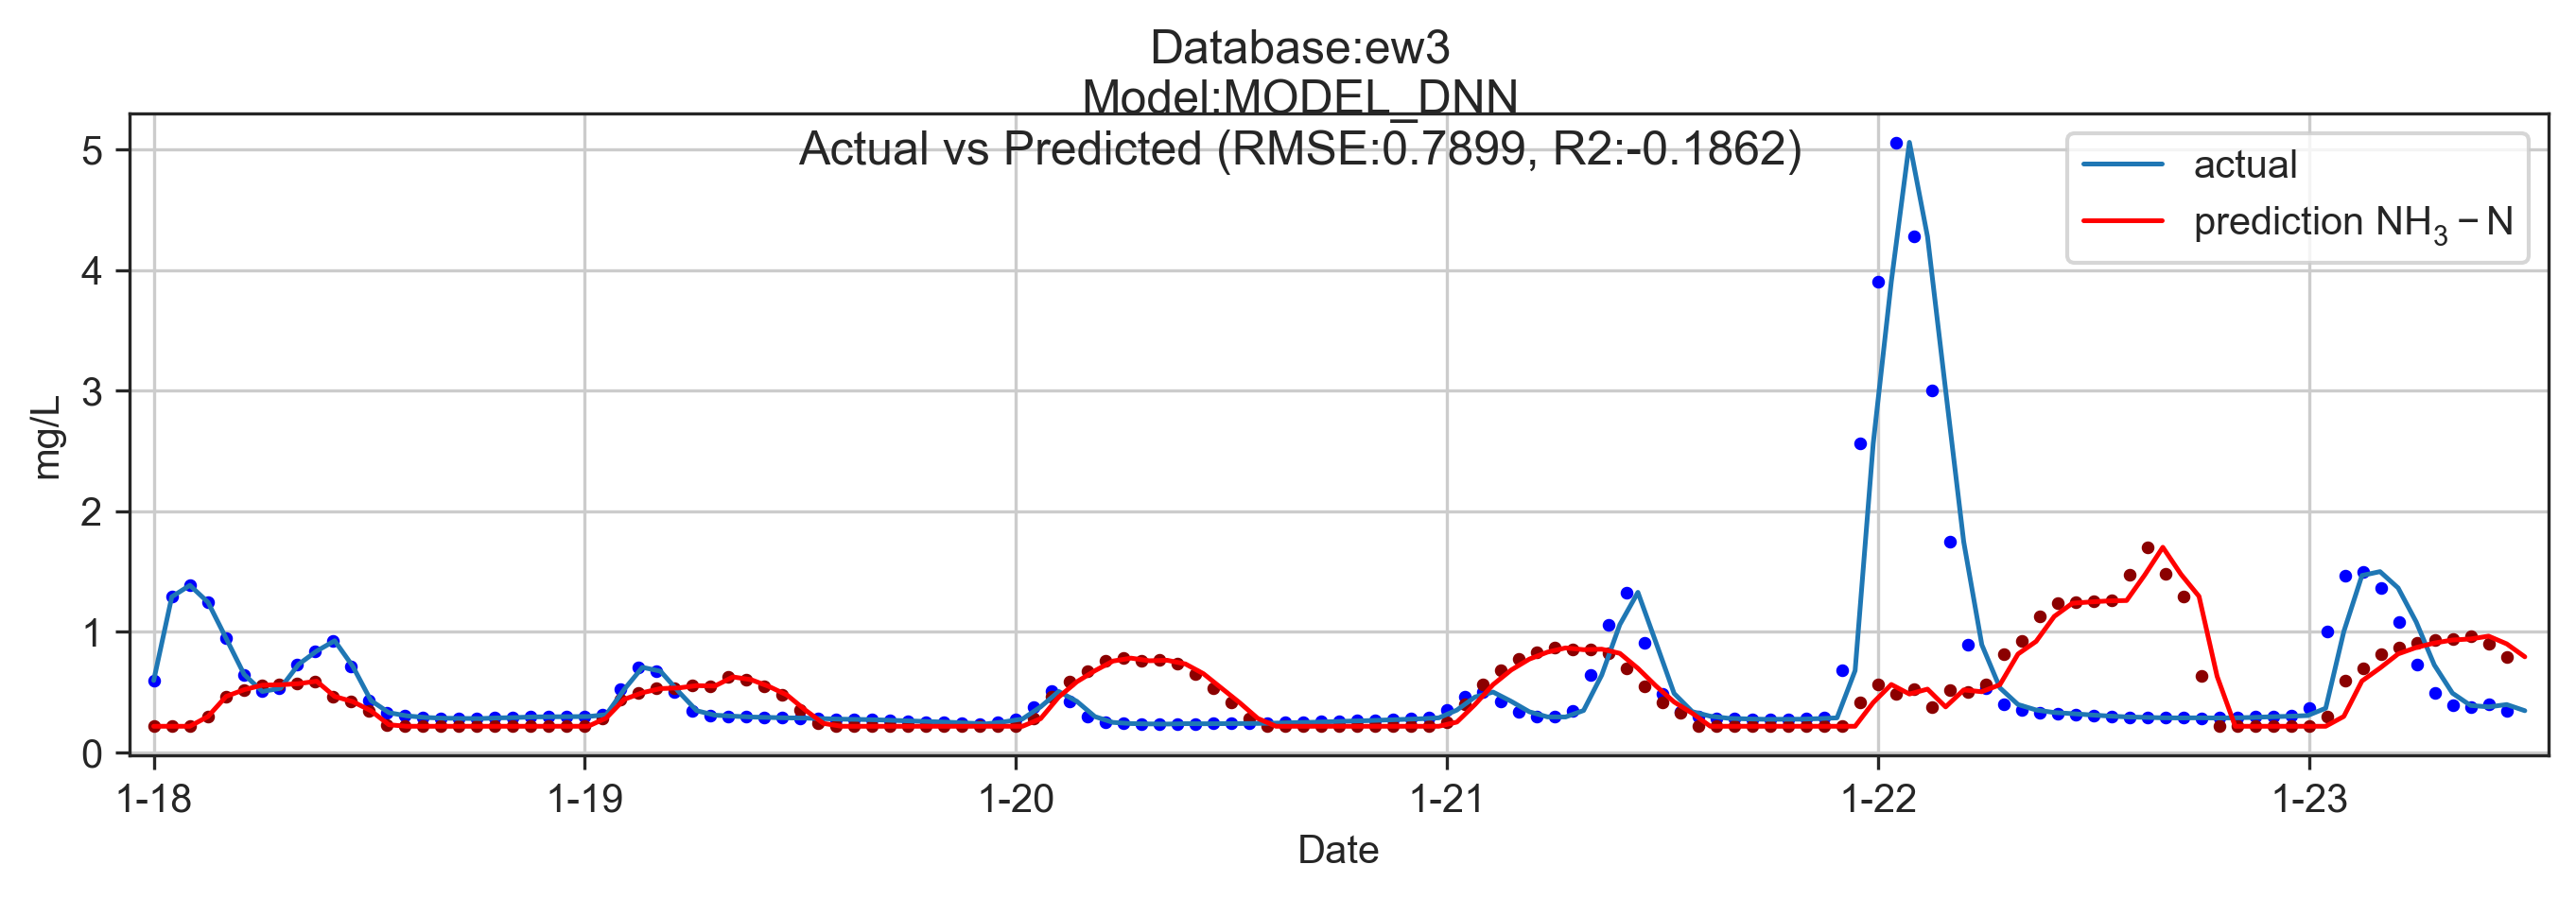 Database:ew3
Model:MODEL_DNN
Actual vs Predicted (RMSE:0.7899, R2:-0.1862)
actual
prediction NH₃ − N
mg/L
5
4
3
2
1
0
1-18 1-19 1-20 1-21 1-22 1-23
Date